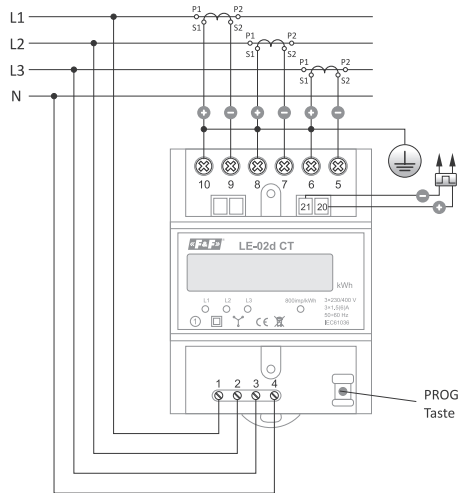 L1
P1 P2
S1 S2
L2
P1 P2
S1 S2
L3
P1 P2
S1 S2
N
+ − + − + −
10 9 8 7 6 5
21 20
−
+
F&F LE-02d CT
kWh
L1 L2 L3 800imp/kWh
3×230/400 V
3×1,5(6)A
50÷60 Hz
IEC61036
1 CE
1 2 3 4
PROG
Taste